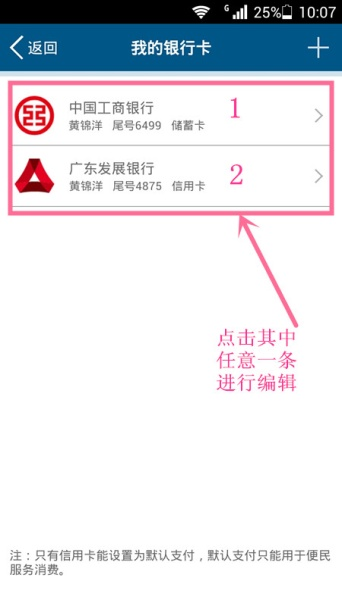 G 25% 10:07
返回 我的银行卡
中国工商银行 1
黄锦洋 尾号6499 储蓄卡
广东发展银行 2
黄锦洋 尾号4875 信用卡
点击其中
任意一条
进行编辑
注：只有信用卡能设置为默认支付，默认支付只能用于便民
服务消费。